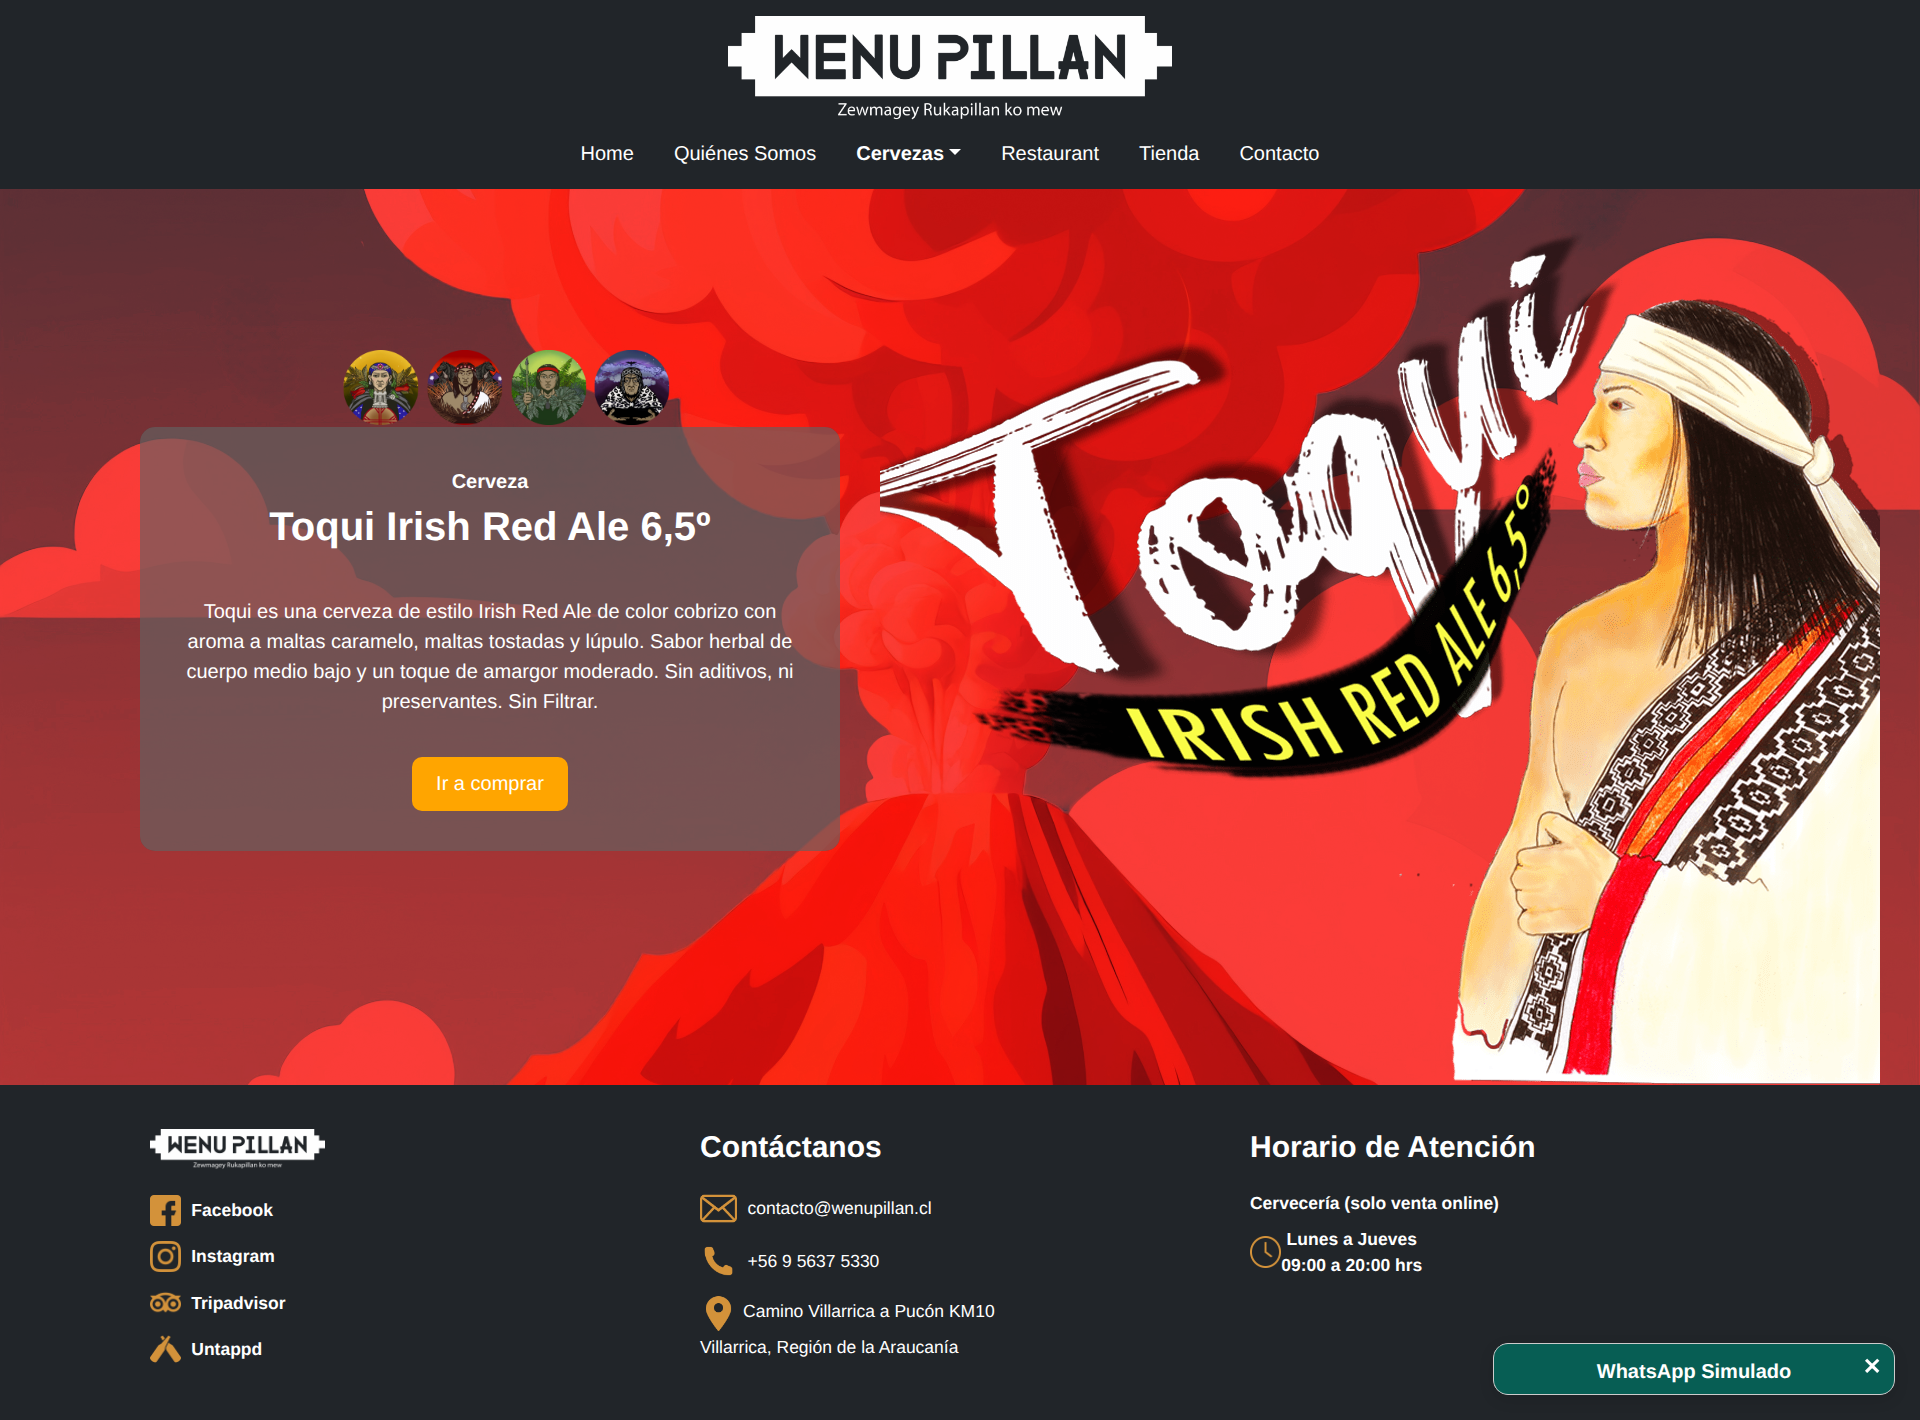 WENU PILLAN
Zewmagey Rukapillan ko mew
Home Quiénes Somos Cervezas Restaurant Tienda Contacto
Cerveza
Toqui Irish Red Ale 6,5º
Toqui es una cerveza de estilo Irish Red Ale de color cobrizo con
aroma a maltas caramelo, maltas tostadas y lúpulo. Sabor herbal de
cuerpo medio bajo y un toque de amargor moderado. Sin aditivos, ni
preservantes. Sin Filtrar.
Ir a comprar
Toqui
IRISH RED ALE 6,5º
WENU PILLAN
Zewmagey Rukapillan ko mew
Facebook
Instagram
Tripadvisor
Untappd
Contáctanos
contacto@wenupillan.cl
+56 9 5637 5330
Camino Villarrica a Pucón KM10
Villarrica, Región de la Araucanía
Horario de Atención
Cervecería (solo venta online)
Lunes a Jueves
09:00 a 20:00 hrs
WhatsApp Simulado ×